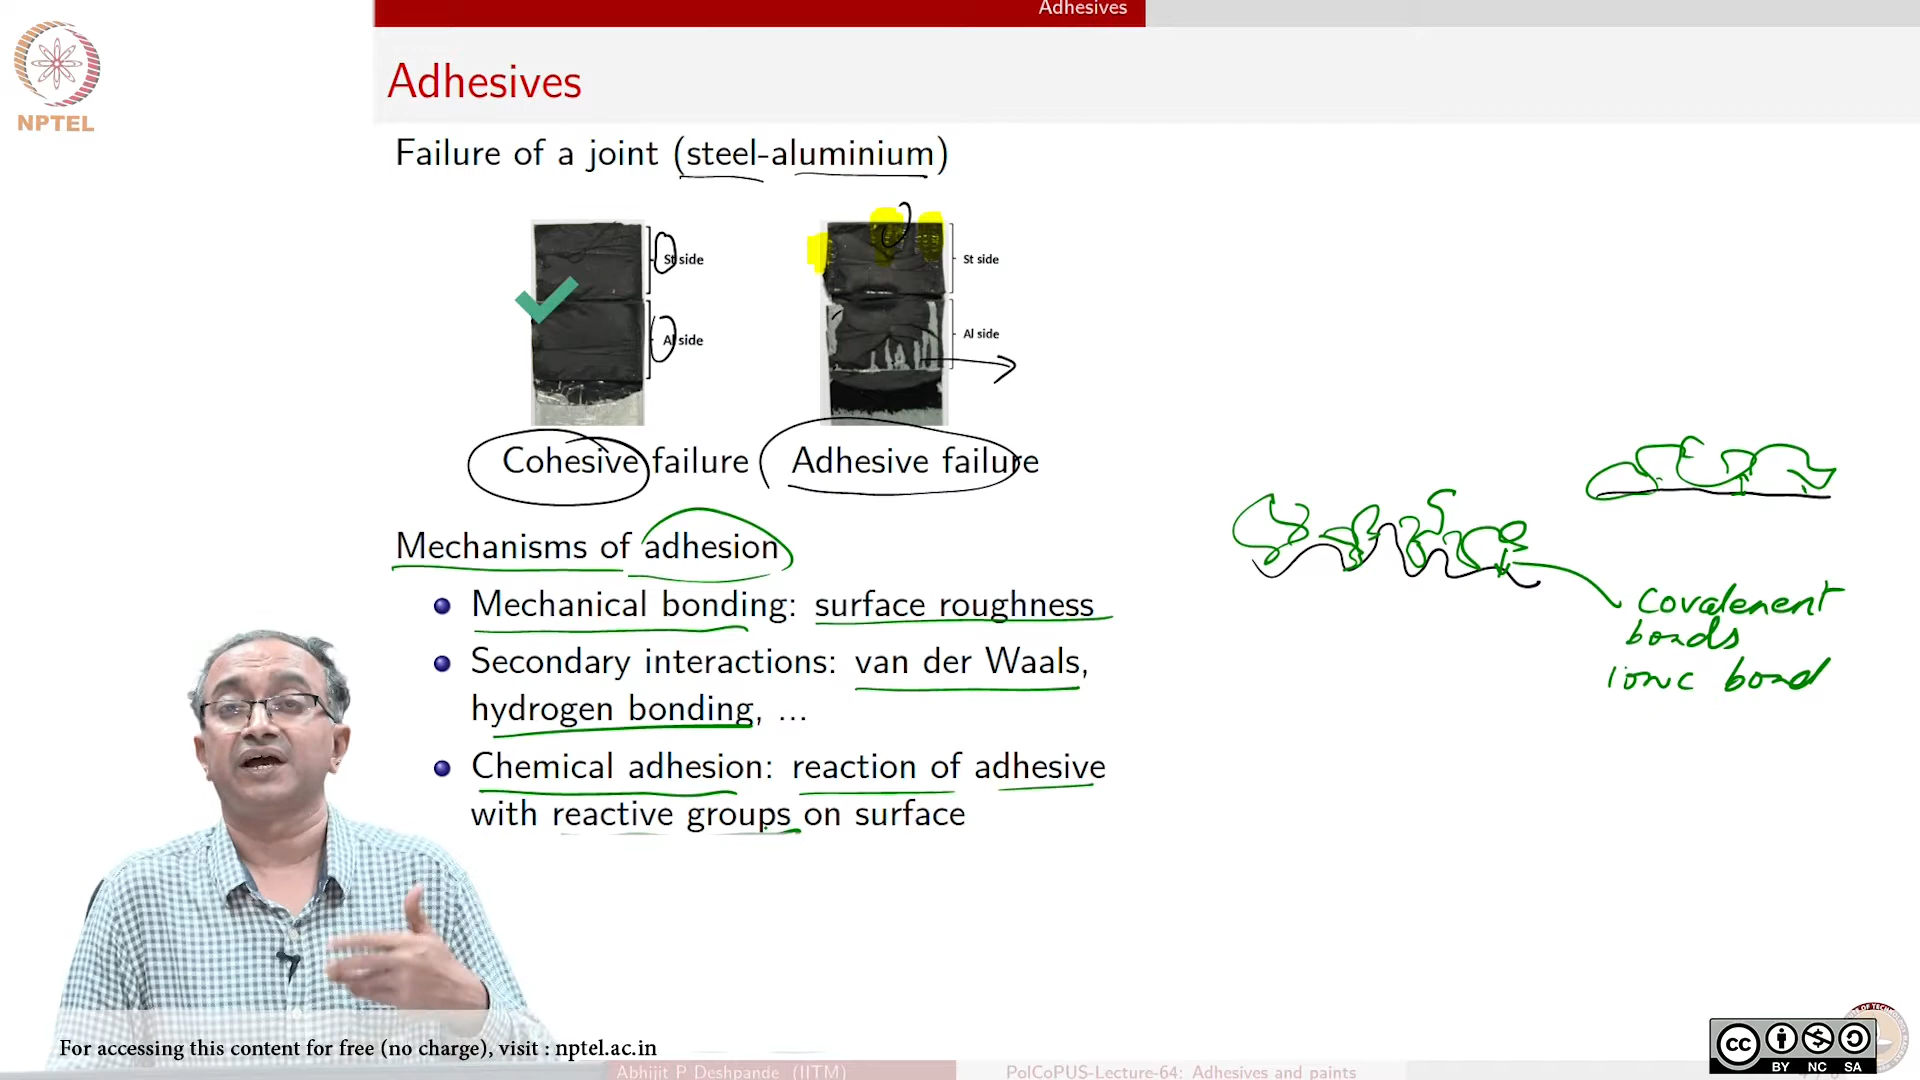 Adhesives
NPTEL
Adhesives
Failure of a joint (steel-aluminium)
St side
Al side
St side
Al side
Cohesive failure
Adhesive failure
Mechanisms of adhesion
Mechanical bonding: surface roughness
Secondary interactions: van der Waals,
hydrogen bonding, ...
Chemical adhesion: reaction of adhesive
with reactive groups on surface
Covalenent
bonds
ionic bond
For accessing this content for free (no charge), visit : nptel.ac.in
Abhijit P Deshpande (IITM)
PolCoPUS-Lecture-64: Adhesives and paints
cc
BY NC SA